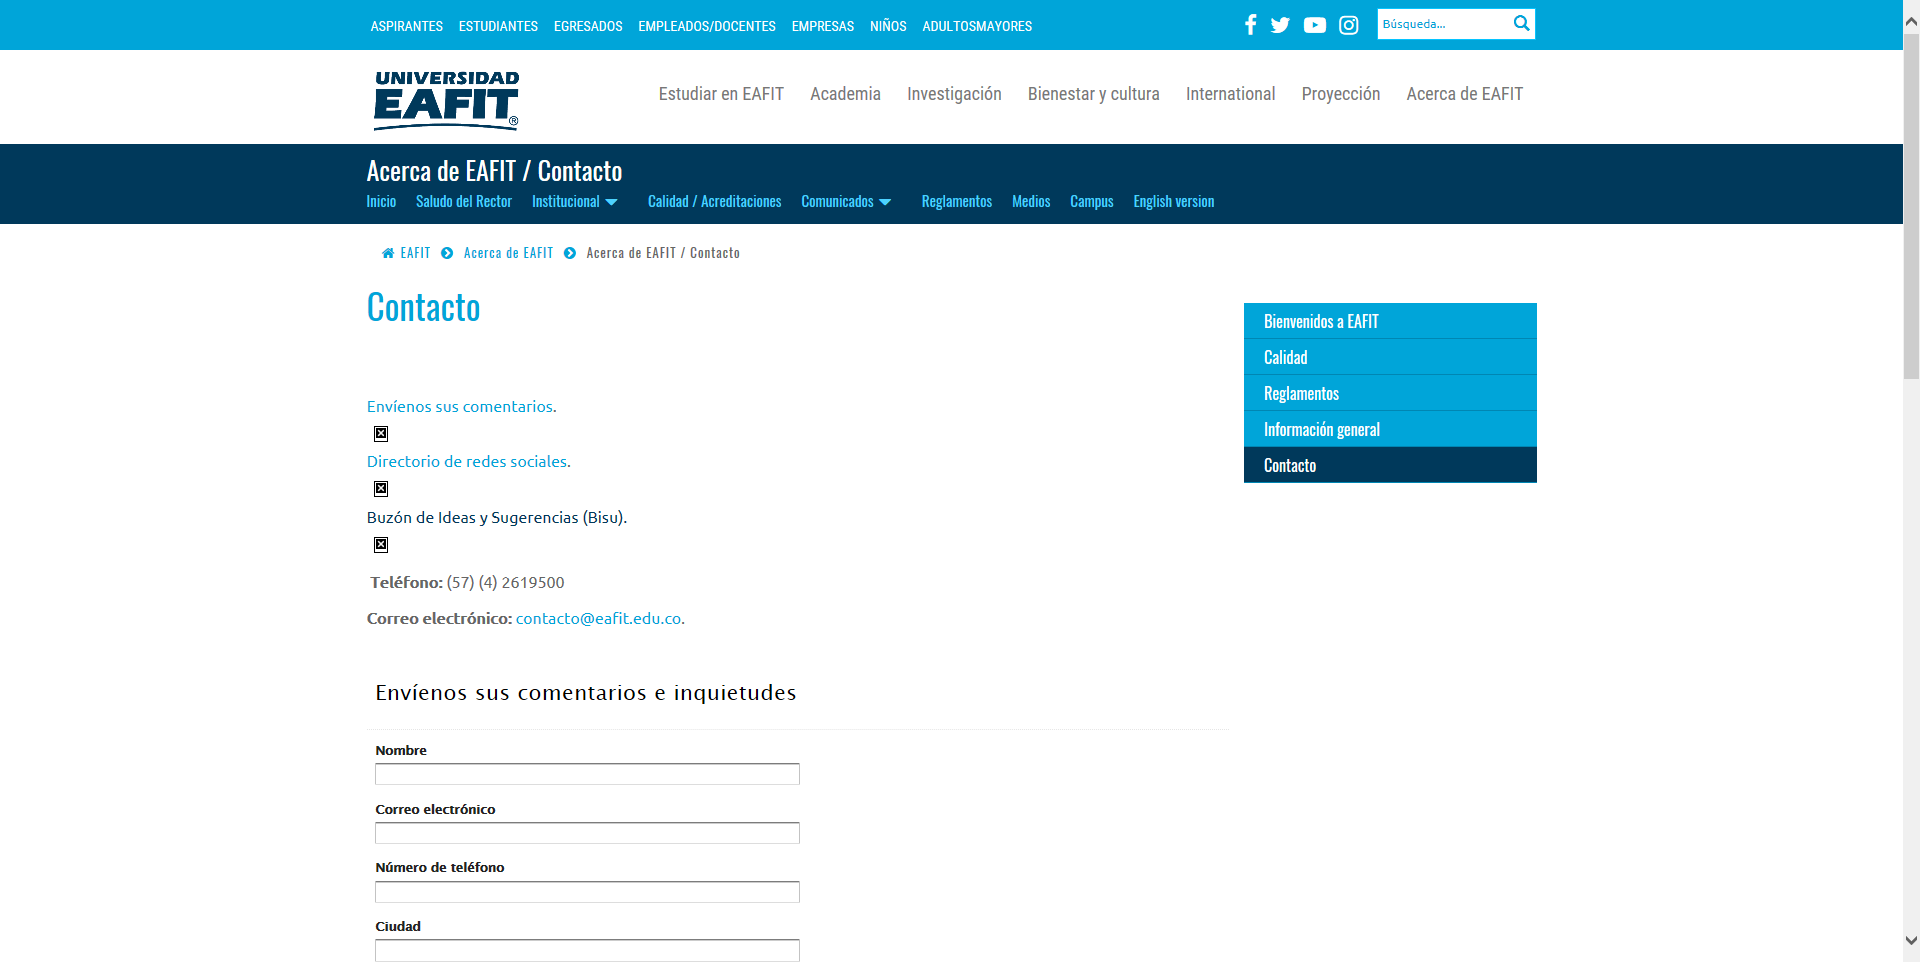 ASPIRANTES ESTUDIANTES EGRESADOS EMPLEADOS/DOCENTES EMPRESAS NIÑOS ADULTOSMAYORES Búsqueda...
UNIVERSIDAD
EAFIT®
Estudiar en EAFIT Academia Investigación Bienestar y cultura International Proyección Acerca de EAFIT
Acerca de EAFIT / Contacto
Inicio Saludo del Rector Institucional Calidad / Acreditaciones Comunicados Reglamentos Medios Campus English version
EAFIT Acerca de EAFIT Acerca de EAFIT / Contacto
Contacto
Envíenos sus comentarios.
Directorio de redes sociales.
Buzón de Ideas y Sugerencias (Bisu).
Teléfono: (57) (4) 2619500
Correo electrónico: contacto@eafit.edu.co.
Envíenos sus comentarios e inquietudes
Nombre
Correo electrónico
Número de teléfono
Ciudad
Bienvenidos a EAFIT
Calidad
Reglamentos
Información general
Contacto